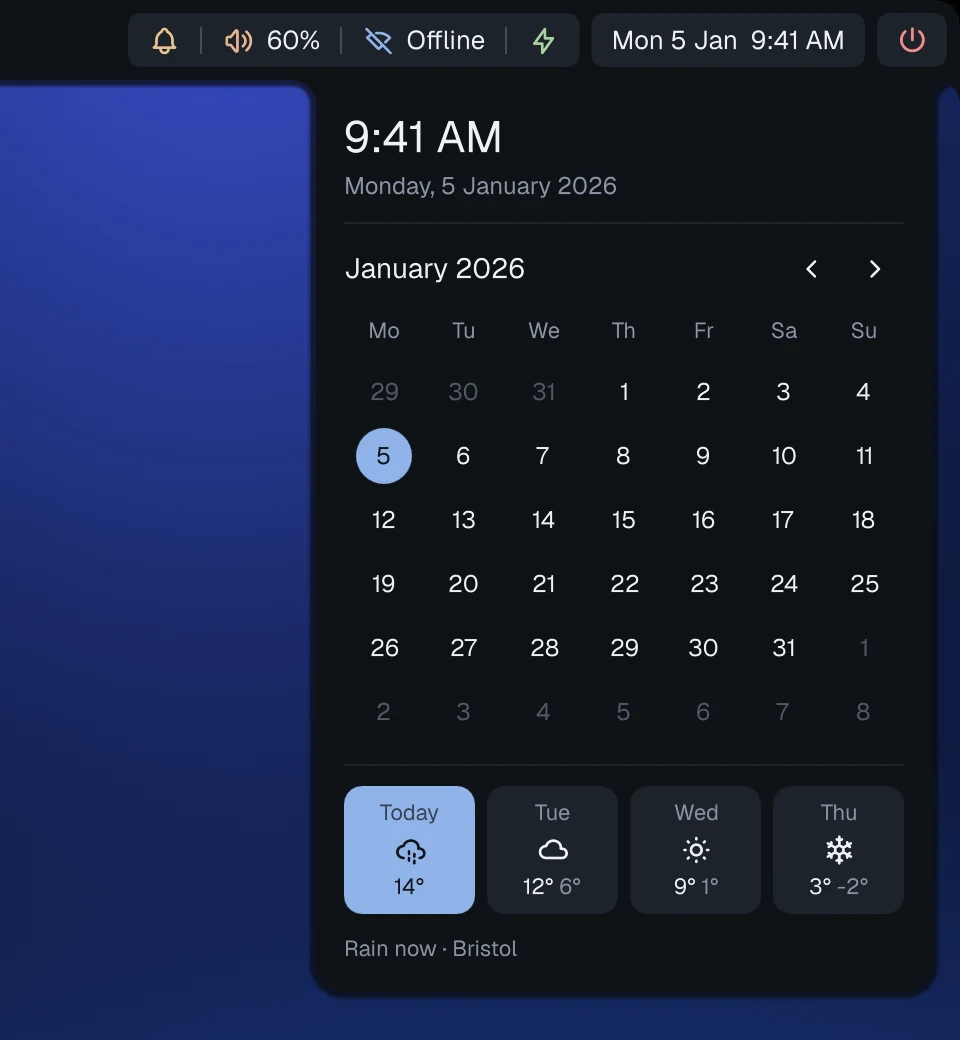 60% Offline Mon 5 Jan 9:41 AM
9:41 AM
Monday, 5 January 2026
January 2026
Mo Tu We Th Fr Sa Su
29 30 31 1 2 3 4
5 6 7 8 9 10 11
12 13 14 15 16 17 18
19 20 21 22 23 24 25
26 27 28 29 30 31 1
2 3 4 5 6 7 8
Today Tue Wed Thu
14° 12° 6° 9° 1° 3° -2°
Rain now · Bristol